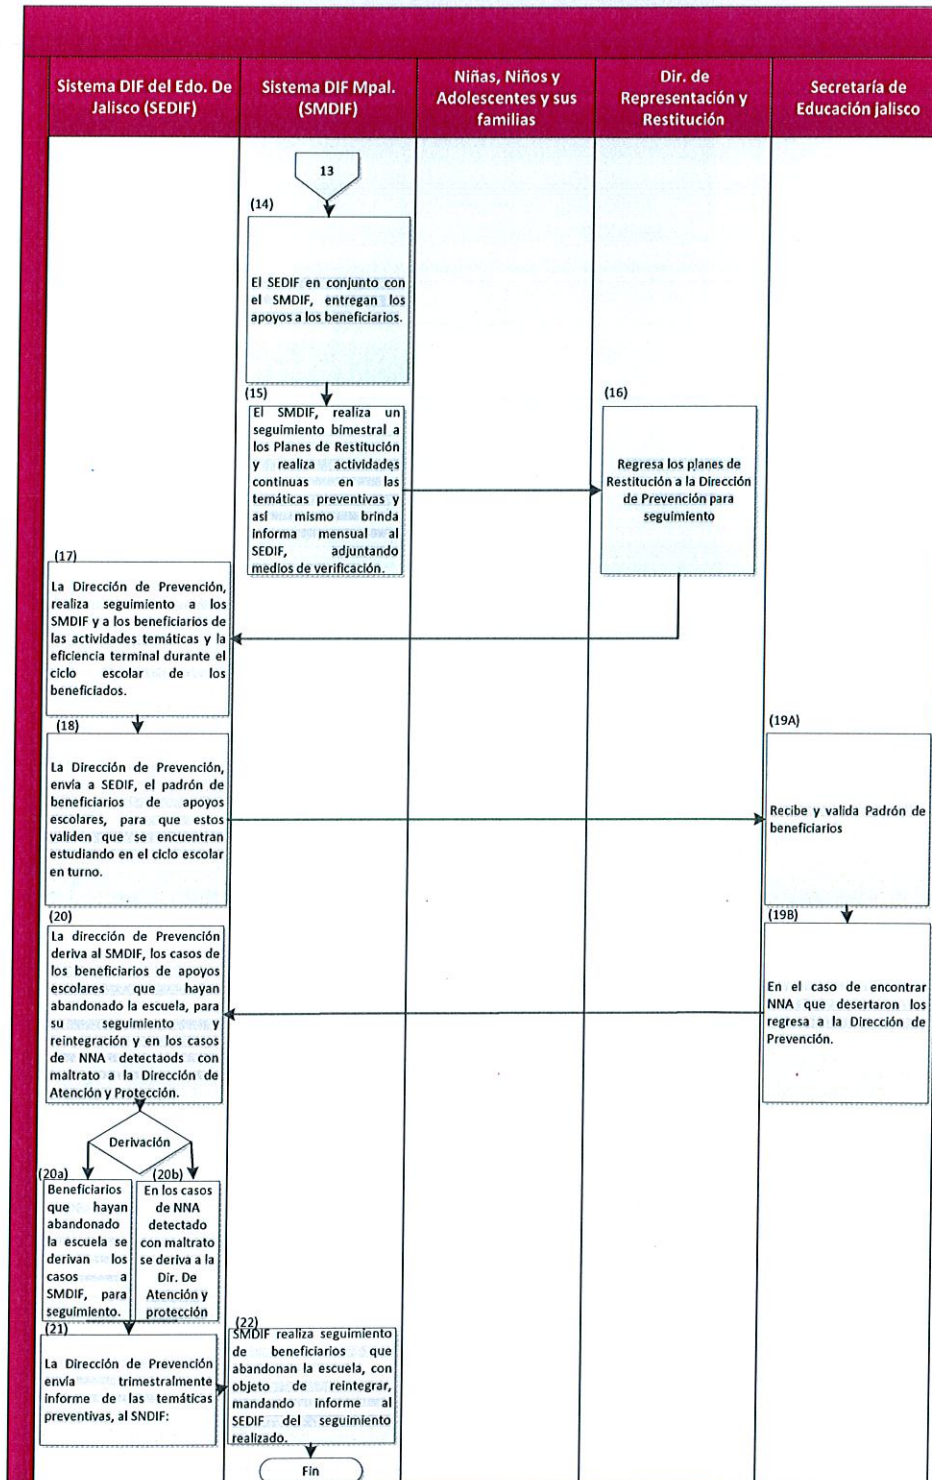 Sistema DIF del Edo. De
Jalisco (SEDIF)
Sistema DIF Mpal.
(SMDIF)
Niñas, Niños y
Adolescentes y sus
familias
Dir. de
Representación y
Restitución
Secretaría de
Educación jalisco
13
(14)
El SEDIF en conjunto con
el SMDIF, entregan los
apoyos a los beneficiarios.
(15)
El SMDIF, realiza un
seguimiento bimestral a
los Planes de Restitución
y realiza actividades
continuas en las
temáticas preventivas y
así mismo brinda
informa mensual al
SEDIF, adjuntando
medios de verificación.
(16)
Regresa los planes de
Restitución a la Dirección
de Prevención para
seguimiento
(17)
La Dirección de Prevención,
realiza seguimiento a los
SMDIF y a los beneficiarios de
las actividades temáticas y la
eficiencia terminal durante el
ciclo escolar de los
beneficiados.
(18)
La Dirección de Prevención,
envía a SEDIF, el padrón de
beneficiarios de apoyos
escolares, para que estos
validen que se encuentran
estudiando en el ciclo escolar
en turno.
(19A)
Recibe y valida Padrón de
beneficiarios
(19B)
En el caso de encontrar
NNA que desertaron los
regresa a la Dirección de
Prevención.
(20)
La dirección de Prevención
deriva al SMDIF, los casos de
los beneficiarios de apoyos
escolares que hayan
abandonado la escuela, para
su seguimiento y
reintegración y en los casos
de NNA detectaods con
maltrato a la Dirección de
Atención y Protección.
Derivación
(20a)
Beneficiarios
que hayan
abandonado
la escuela se
derivan los
casos a
SMDIF, para
seguimiento.
(20b)
En los casos
de NNA
detectado
con maltrato
se deriva a la
Dir. De
Atención y
protección
(21)
La Dirección de Prevención
envía trimestralmente
informe de las temáticas
preventivas, al SNDIF:
(22)
SMDIF realiza seguimiento
de beneficiarios que
abandonan la escuela, con
objeto de reintegrar,
mandando informe al
SEDIF del seguimiento
realizado.
Fin